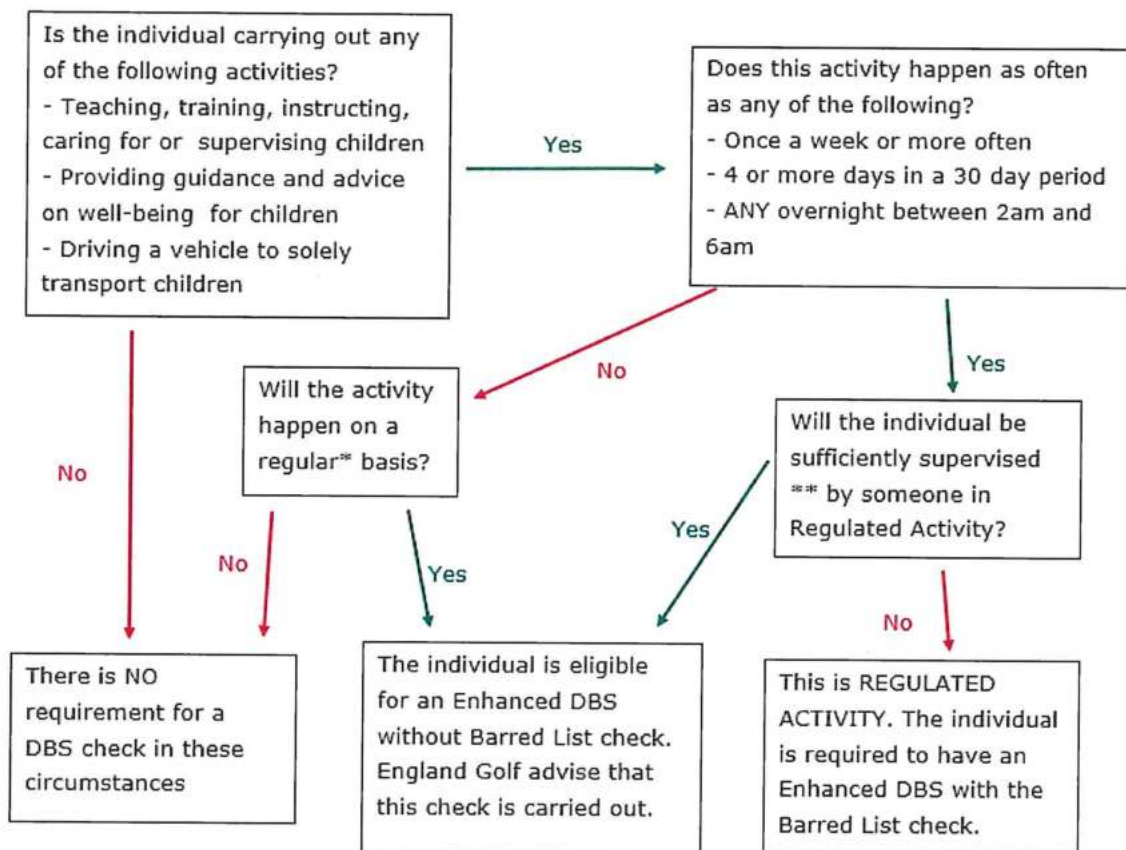 Is the individual carrying out any
of the following activities?
- Teaching, training, instructing,
caring for or supervising children
- Providing guidance and advice
on well-being for children
- Driving a vehicle to solely
transport children
Yes
Does this activity happen as often
as any of the following?
- Once a week or more often
- 4 or more days in a 30 day period
- ANY overnight between 2am and
6am
No
No
Yes
Will the activity
happen on a
regular* basis?
Will the individual be
sufficiently supervised
** by someone in
Regulated Activity?
No
Yes
Yes
No
There is NO
requirement for a
DBS check in these
circumstances
The individual is eligible
for an Enhanced DBS
without Barred List check.
England Golf advise that
this check is carried out.
This is REGULATED
ACTIVITY. The individual
is required to have an
Enhanced DBS with the
Barred List check.